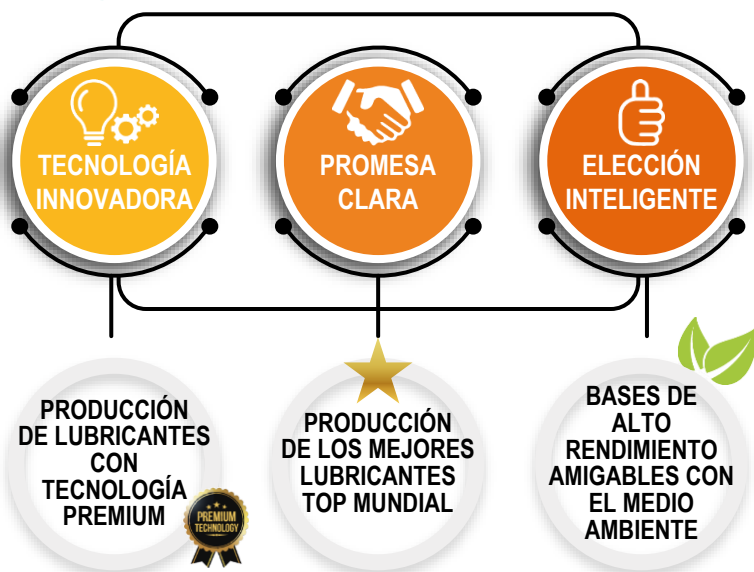 TECNOLOGÍA
INNOVADORA
PROMESA
CLARA
ELECCIÓN
INTELIGENTE
PRODUCCIÓN
DE LUBRICANTES
CON
TECNOLOGÍA
PREMIUM
PREMIUM
TECHNOLOGY
PRODUCCIÓN
DE LOS MEJORES
LUBRICANTES
TOP MUNDIAL
BASES DE
ALTO
RENDIMIENTO
AMIGABLES CON
EL MEDIO
AMBIENTE